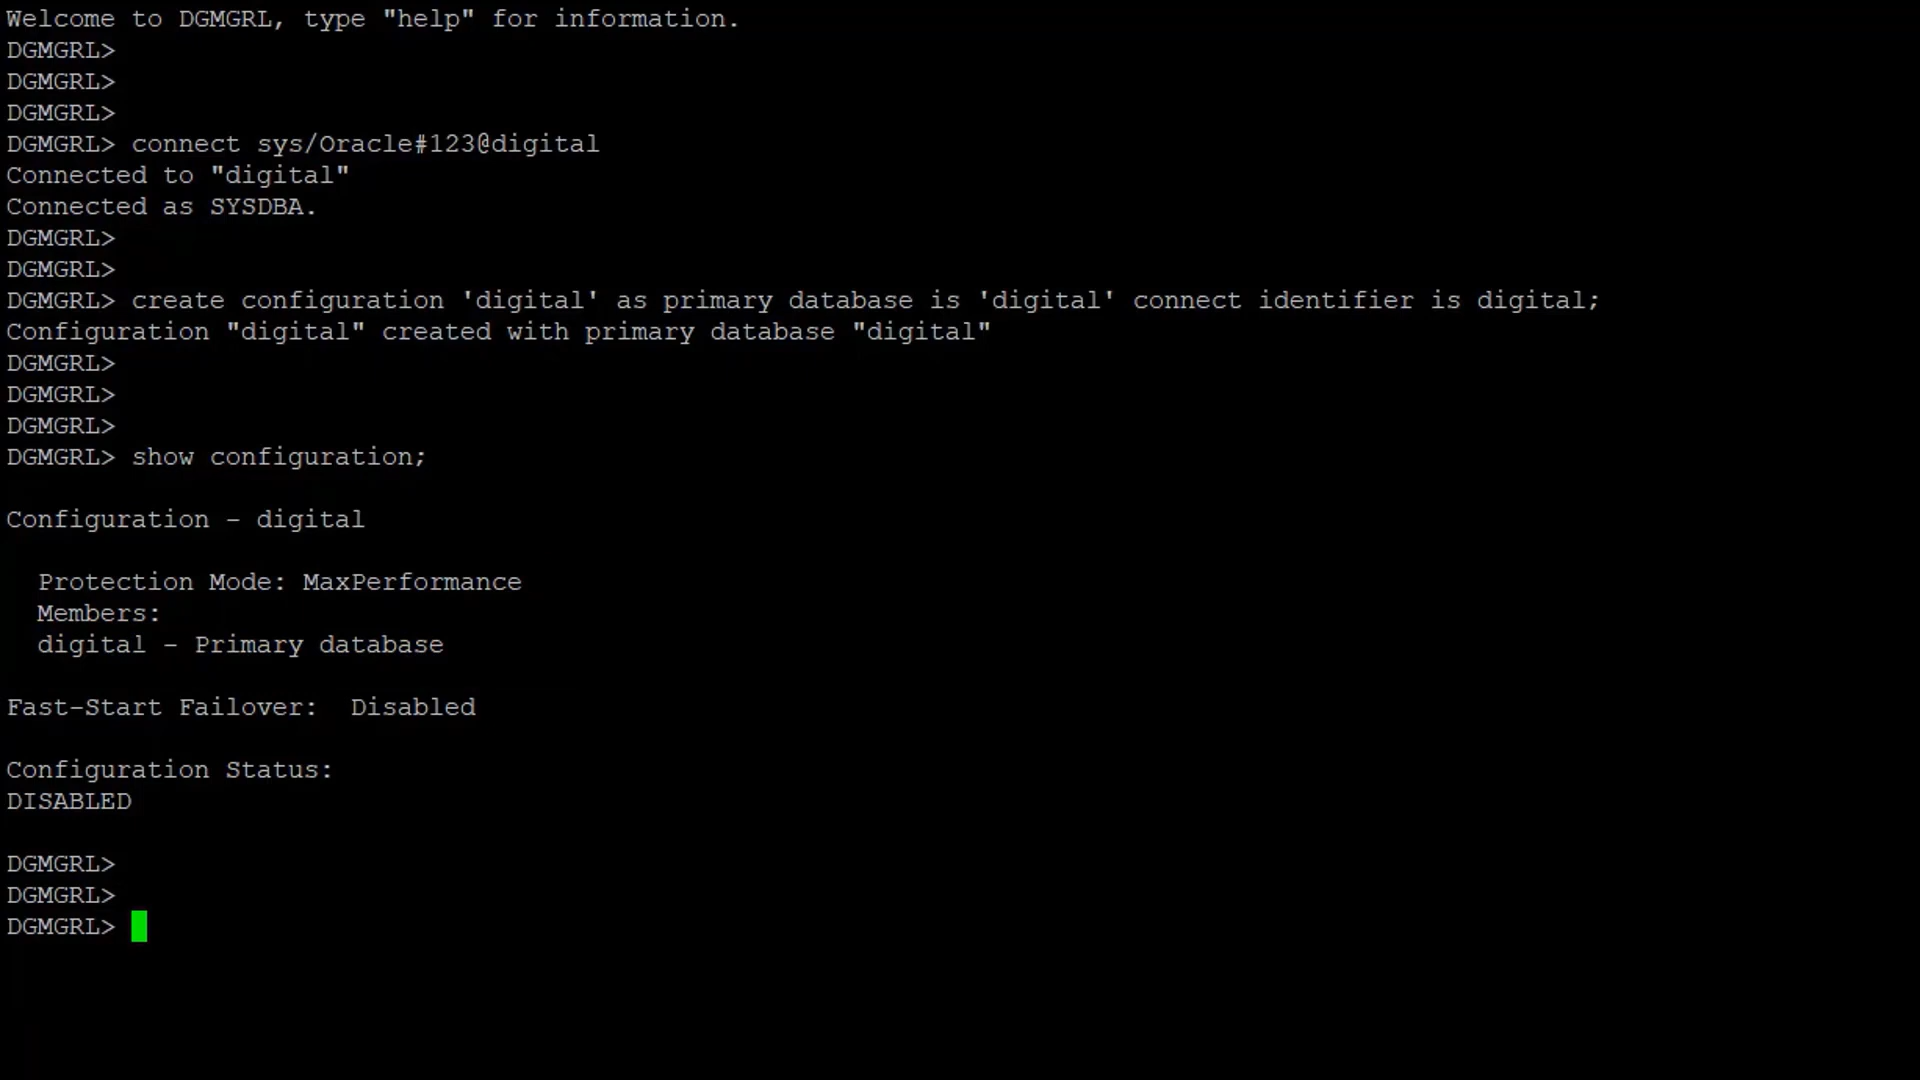 Welcome to DGMGRL, type "help" for information.
DGMGRL>
DGMGRL>
DGMGRL>
DGMGRL> connect sys/Oracle#123@digital
Connected to "digital"
Connected as SYSDBA.
DGMGRL>
DGMGRL>
DGMGRL> create configuration 'digital' as primary database is 'digital' connect identifier is digital;
Configuration "digital" created with primary database "digital"
DGMGRL>
DGMGRL>
DGMGRL>
DGMGRL> show configuration;

Configuration - digital

  Protection Mode: MaxPerformance
  Members:
  digital - Primary database

Fast-Start Failover:  Disabled

Configuration Status:
DISABLED

DGMGRL>
DGMGRL>
DGMGRL>